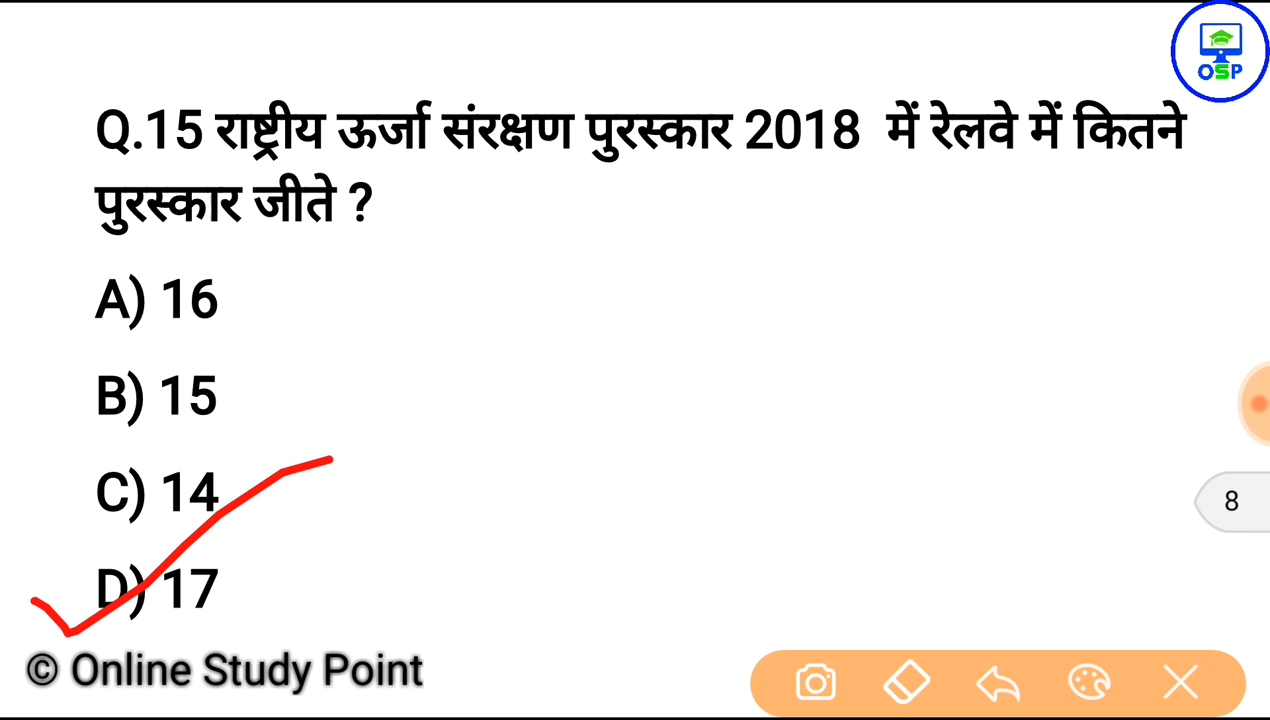 OSP
Q.15 राष्ट्रीय ऊर्जा संरक्षण पुरस्कार 2018 में रेलवे में कितने
पुरस्कार जीते ?
A) 16
B) 15
C) 14
8
D) 17
© Online Study Point